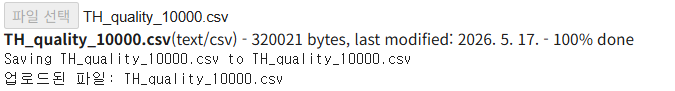 파일 선택 TH_quality_10000.csv
TH_quality_10000.csv(text/csv) - 320021 bytes, last modified: 2026. 5. 17. - 100% done
Saving TH_quality_10000.csv to TH_quality_10000.csv
업로드된 파일: TH_quality_10000.csv